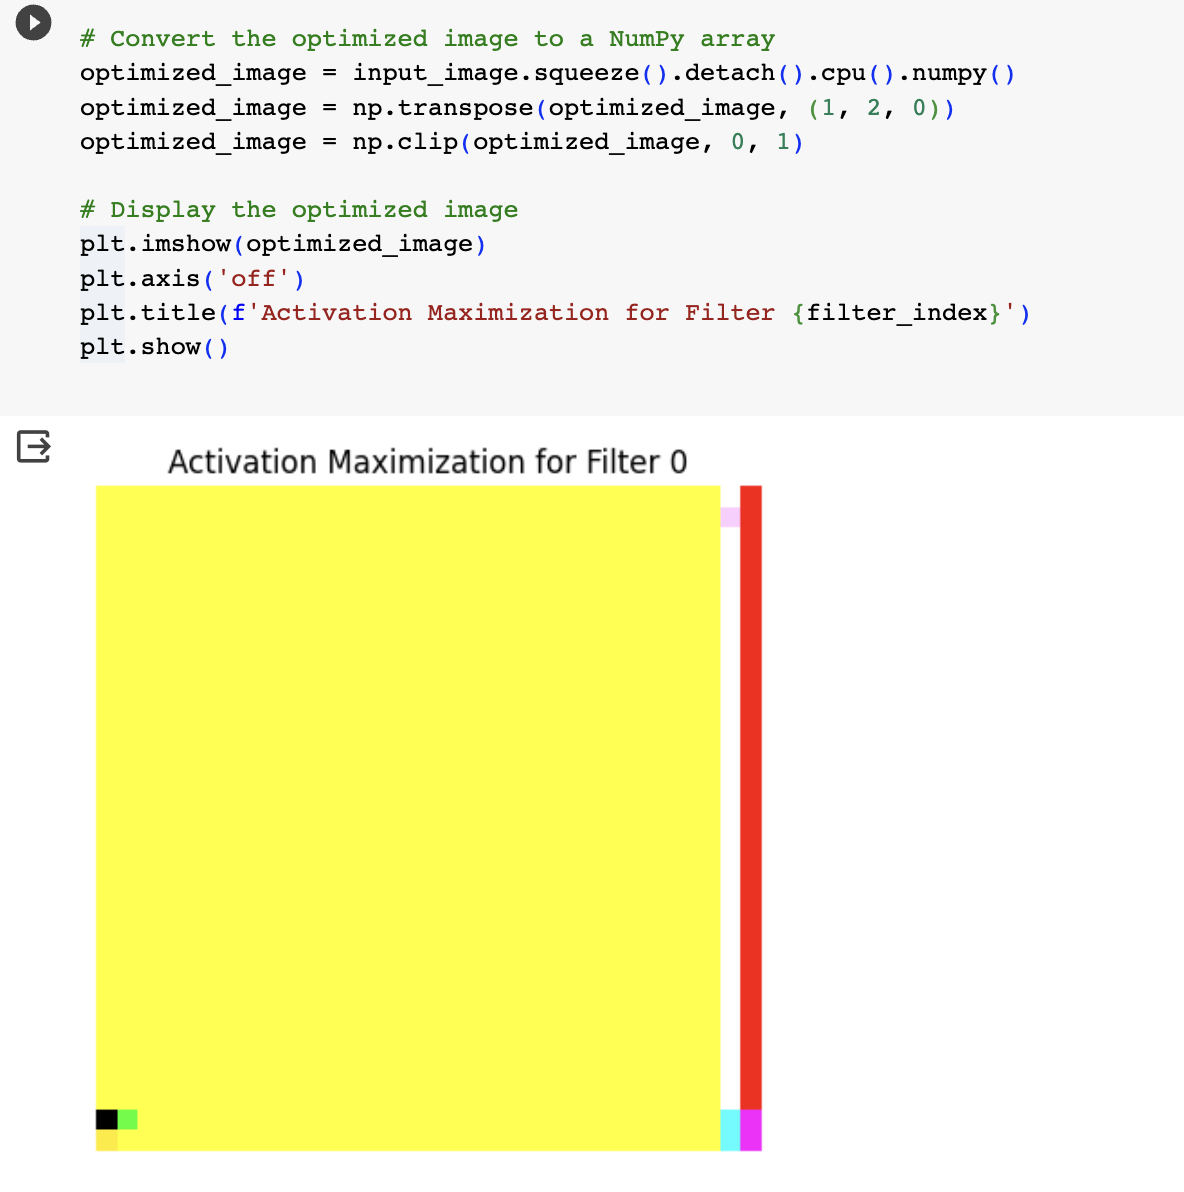 # Convert the optimized image to a NumPy array
optimized_image = input_image.squeeze().detach().cpu().numpy()
optimized_image = np.transpose(optimized_image, (1, 2, 0))
optimized_image = np.clip(optimized_image, 0, 1)
# Display the optimized image
plt.imshow(optimized_image)
plt.axis('off')
plt.title(f'Activation Maximization for Filter {filter_index}')
plt.show()
Activation Maximization for Filter 0